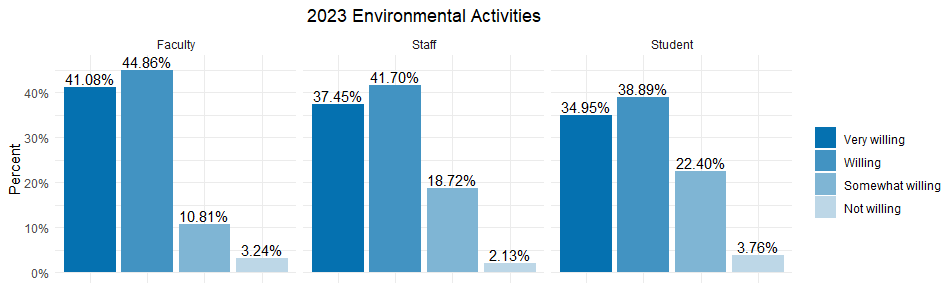 2023 Environmental Activities
Faculty
Staff
Student
Percent
40%
30%
20%
10%
0%
41.08%
44.86%
10.81%
3.24%
37.45%
41.70%
18.72%
2.13%
34.95%
38.89%
22.40%
3.76%
Very willing
Willing
Somewhat willing
Not willing